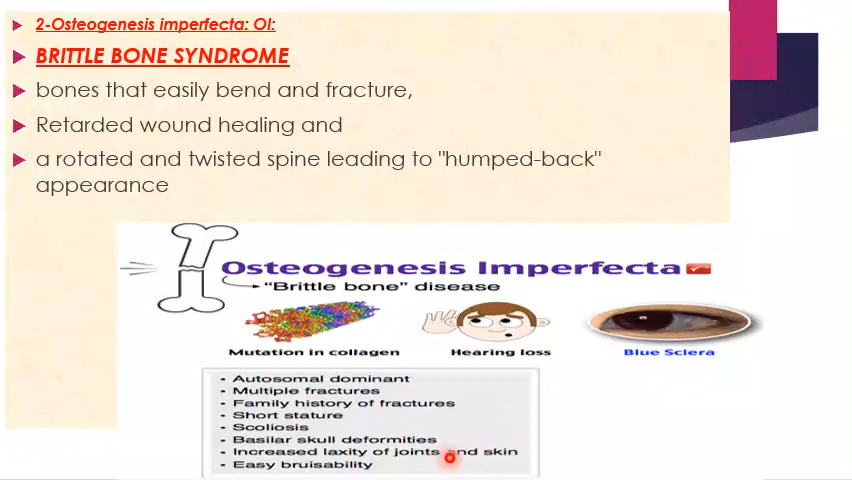 2-Osteogenesis imperfecta: OI:
BRITTLE BONE SYNDROME
bones that easily bend and fracture,
Retarded wound healing and
a rotated and twisted spine leading to "humped-back"
appearance
Osteogenesis Imperfecta
"Brittle bone" disease
Mutation in collagen
Hearing loss
Blue Sclera
• Autosomal dominant
• Multiple fractures
• Family history of fractures
• Short stature
• Scoliosis
• Basilar skull deformities
• Increased laxity of joints and skin
• Easy bruisability